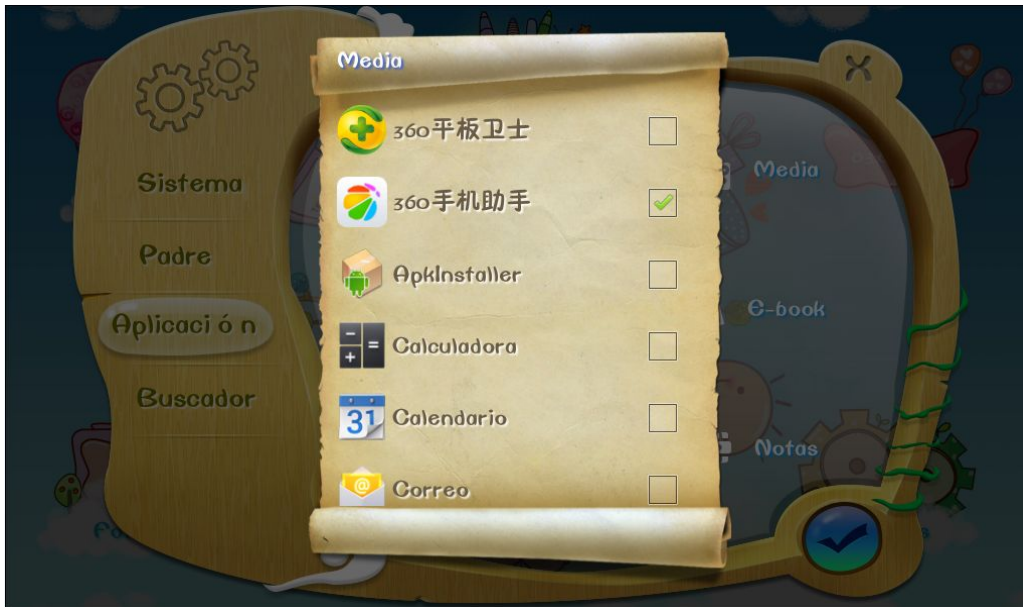 Media
360平板卫士
360手机助手
ApkInstaller
Calculadora
Calendario
31
Correo
Sistema
Padre
Aplicaci ó n
Buscador
Media
E-book
Notas